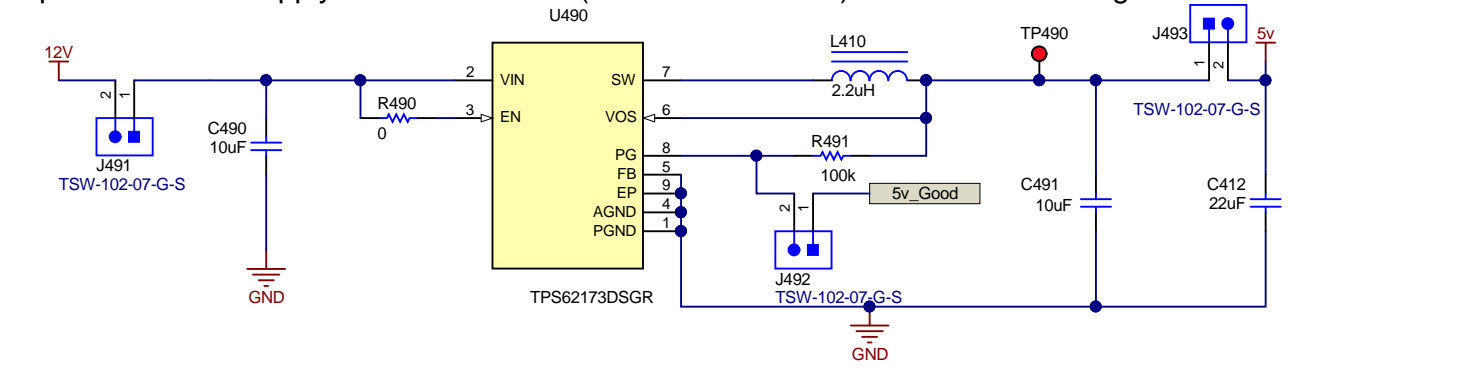 U490
12V
2
1
J491
TSW-102-07-G-S
C490
10uF
GND
R490
0
2
VIN
3
EN
SW
7
VOS
6
PG
8
FB
5
EP
9
AGND
4
PGND
1
TPS62173DSGR
L410
2.2uH
R491
100k
2
1
5v_Good
J492
TSW-102-07-G-S
GND
TP490
C491
10uF
J493
1
2
TSW-102-07-G-S
5v
C412
22uF